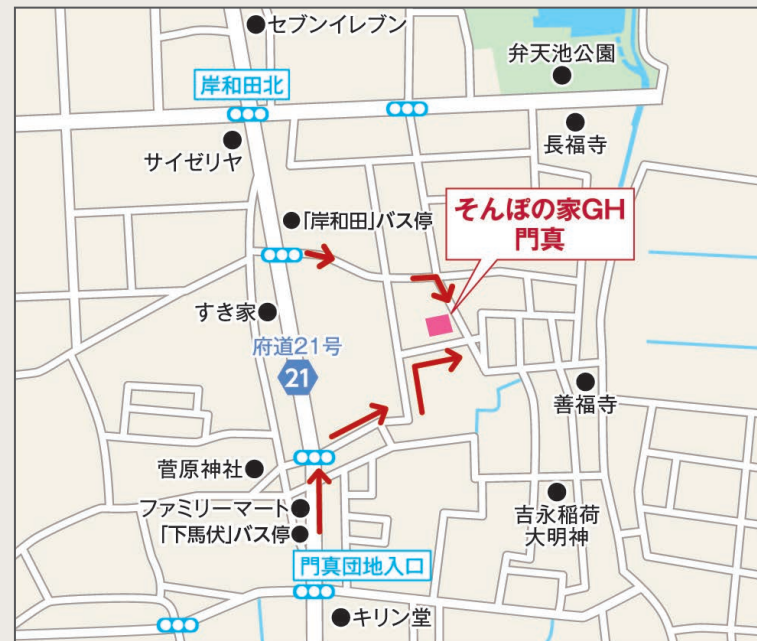 セブンイレブン
弁天池公園
岸和田北
長福寺
サイゼリヤ
そんぽの家GH
門真
「岸和田」バス停
すき家
府道21号
21
善福寺
菅原神社
ファミリーマート
「下馬伏」バス停
吉永稲荷
大明神
門真団地入口
キリン堂